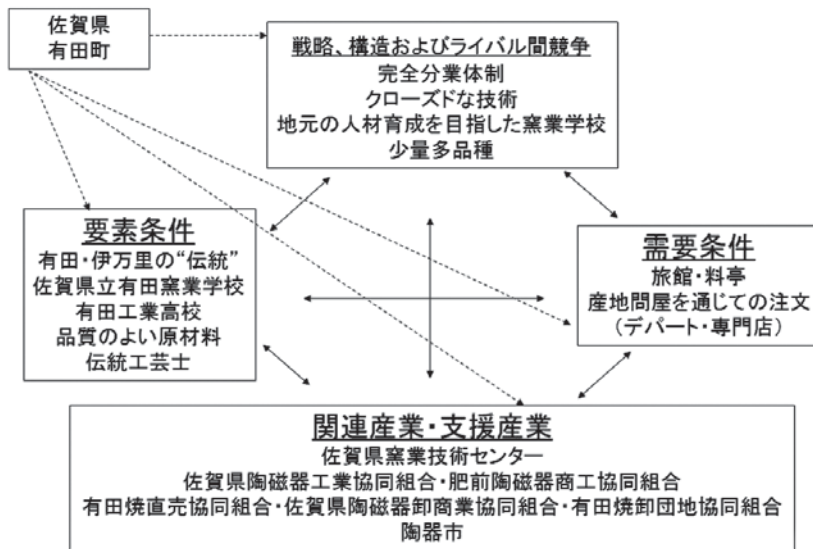 佐賀県
有田町
戦略、構造およびライバル間競争
完全分業体制
クローズドな技術
地元の人材育成を目指した窯業学校
少量多品種
要素条件
有田・伊万里の“伝統”
佐賀県立有田窯業学校
有田工業高校
品質のよい原材料
伝統工芸士
需要条件
旅館・料亭
産地問屋を通じての注文
（デパート・専門店）
関連産業・支援産業
佐賀県窯業技術センター
佐賀県陶磁器工業協同組合・肥前陶磁器商工協同組合
有田焼直売協同組合・佐賀県陶磁器卸商業協同組合・有田焼卸団地協同組合
陶器市